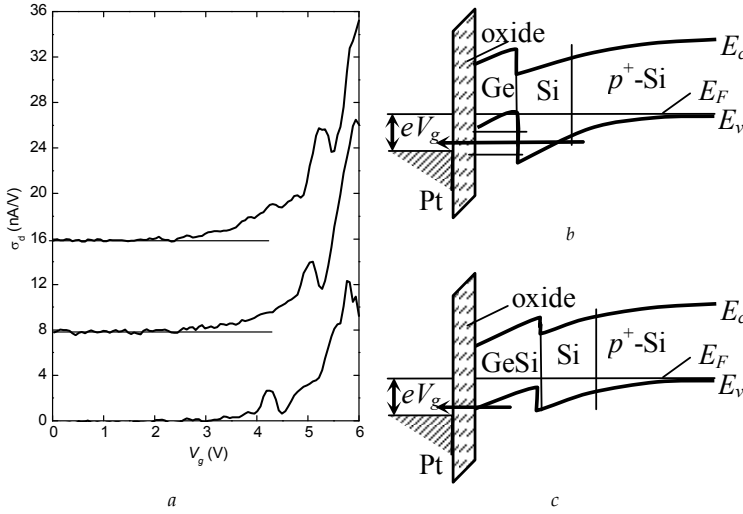 36
32
28
24
20
16
12
8
4
0
σd (nA/V)
0 1 2 3 4 5 6
Vg (V)
a
oxide
Ec
Ge
Si
p+-Si
EF
Ev
eVg
Pt
b
oxide
Ec
GeSi
Si
p+-Si
EF
Ev
eVg
Pt
c